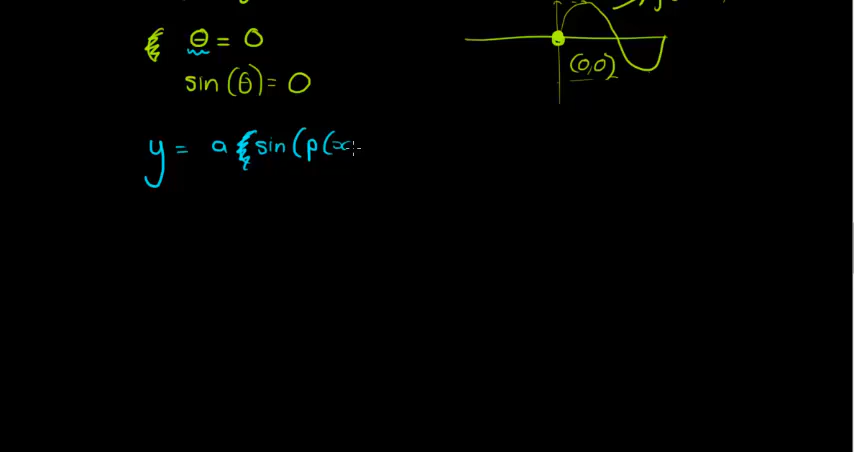 θ = 0
(0,0)
sin (θ) = 0
y = a sin (p(x